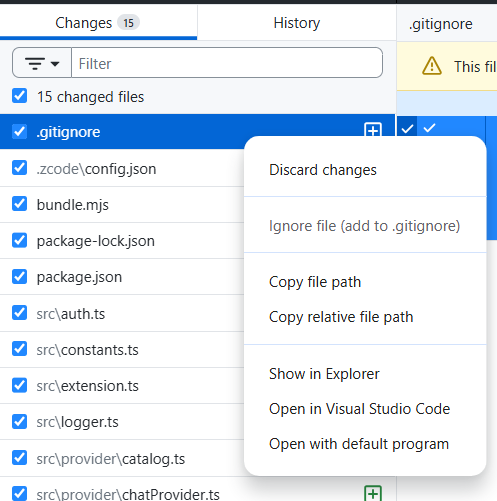 Changes 15
History
.gitignore
Filter
This fil
15 changed files
.gitignore
.zcode\config.json
bundle.mjs
package-lock.json
package.json
src\auth.ts
src\constants.ts
src\extension.ts
src\logger.ts
src\provider\catalog.ts
src\provider\chatProvider.ts
Discard changes
Ignore file (add to .gitignore)
Copy file path
Copy relative file path
Show in Explorer
Open in Visual Studio Code
Open with default program